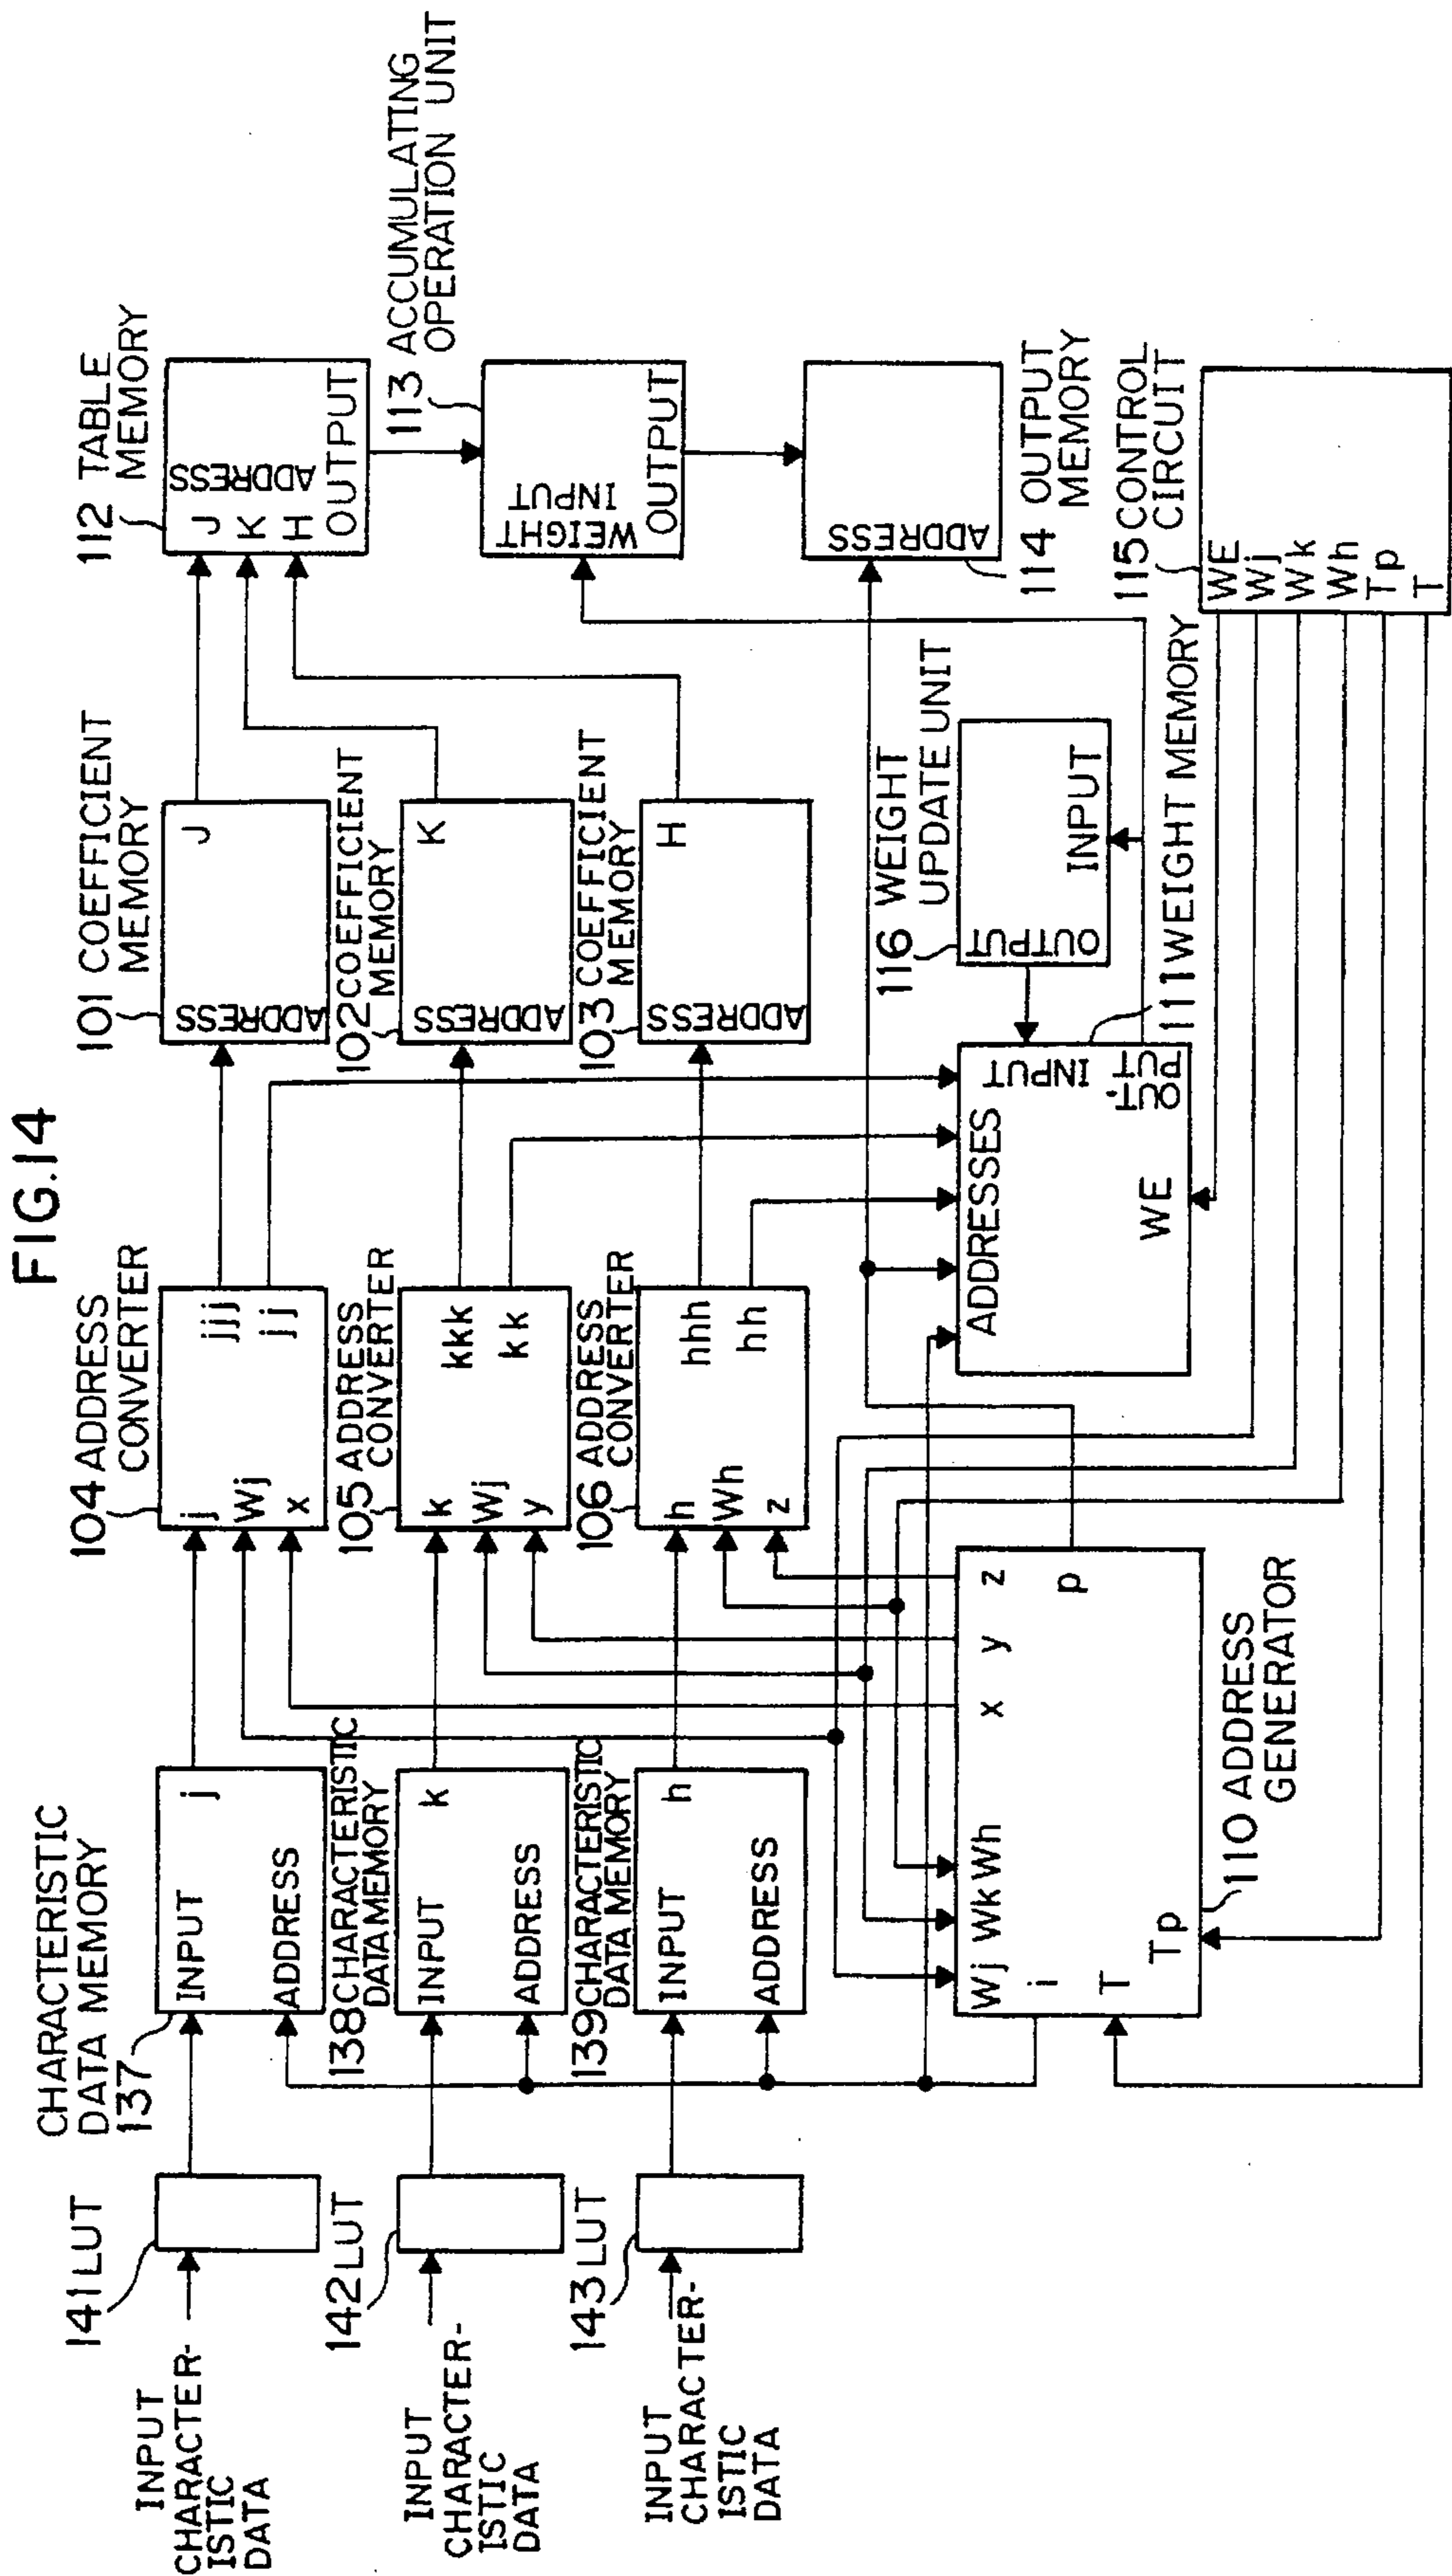 FIG.14
INPUT
CHARACTER-
ISTIC
DATA
141 LUT
CHARACTERISTIC
DATA MEMORY
137
INPUT
j
ADDRESS
104 ADDRESS
CONVERTER
j
Wj
x
jjj
jj
101 COEFFICIENT
MEMORY
ADDRESS
J
112 TABLE
MEMORY
J
K
H
ADDRESS
OUTPUT
INPUT
CHARACTER-
ISTIC
DATA
142 LUT
138 CHARACTERISTIC
DATA MEMORY
INPUT
k
ADDRESS
105 ADDRESS
CONVERTER
k
Wj
y
kkk
kk
102 COEFFICIENT
MEMORY
ADDRESS
K
113 ACCUMULATING
OPERATION UNIT
WEIGHT
INPUT
OUTPUT
INPUT
CHARACTER-
ISTIC
DATA
143 LUT
139 CHARACTERISTIC
DATA MEMORY
INPUT
h
ADDRESS
106 ADDRESS
CONVERTER
h
Wh
z
hhh
hh
103 COEFFICIENT
MEMORY
ADDRESS
H
ADDRESS
114 OUTPUT
MEMORY
Wj Wk Wh
x y z
i
p
T
Tp
110 ADDRESS
GENERATOR
ADDRESSES
INPUT
OUT-
PUT
WE
111 WEIGHT MEMORY
116 WEIGHT
UPDATE UNIT
OUTPUT
INPUT
115 CONTROL
CIRCUIT
WE
Wj
Wk
Wh
Tp
T